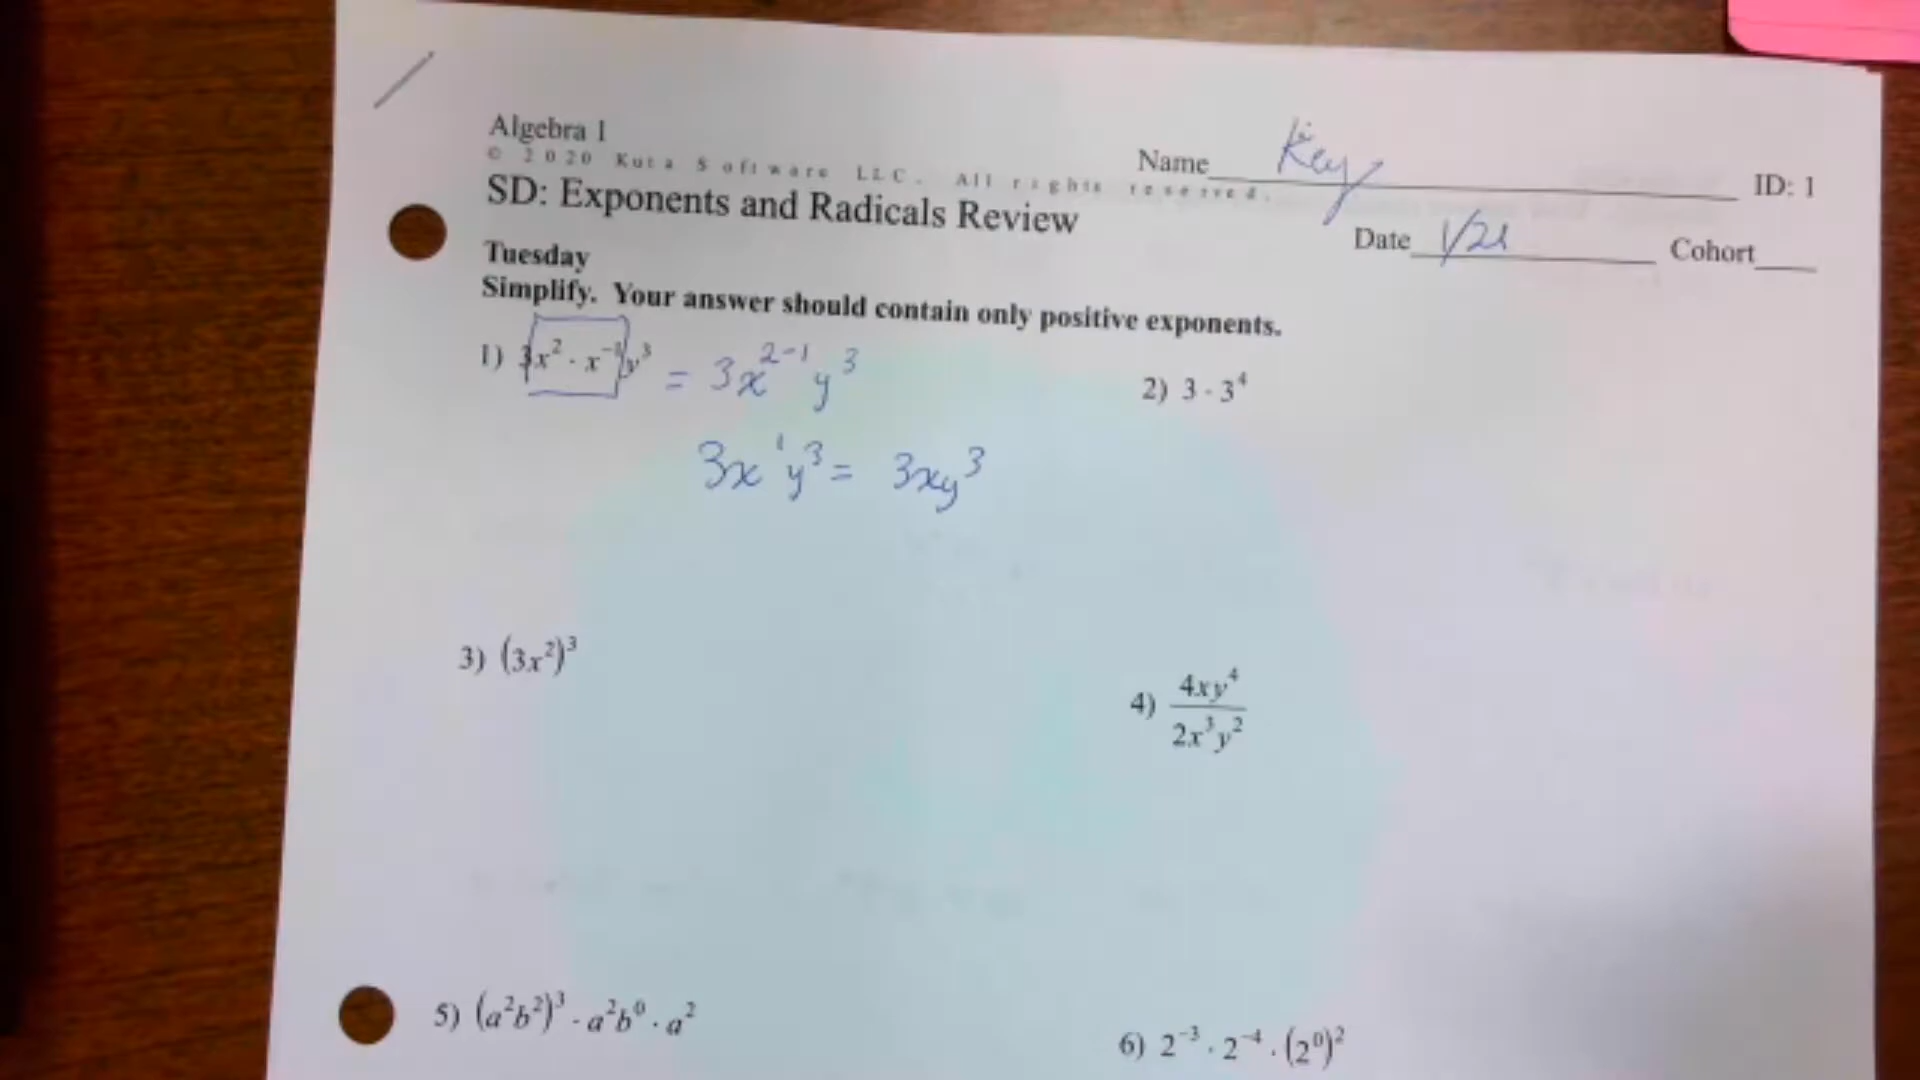 Algebra 1
© 2020 Kuta Software LLC. All rights reserved.
Name Key ID: 1
SD: Exponents and Radicals Review
Date 1/21 Cohort
Tuesday
Simplify. Your answer should contain only positive exponents.
1) 3x² · x⁻¹y³ = 3x²⁻¹y³
3x¹y³ = 3xy³
2) 3 · 3⁴
3) (3x²)³
4) 4xy⁴ / 2x³y²
5) (a²b²)³ · a²b⁰ · a²
6) 2⁻³ · 2⁻⁴ · (2⁰)²